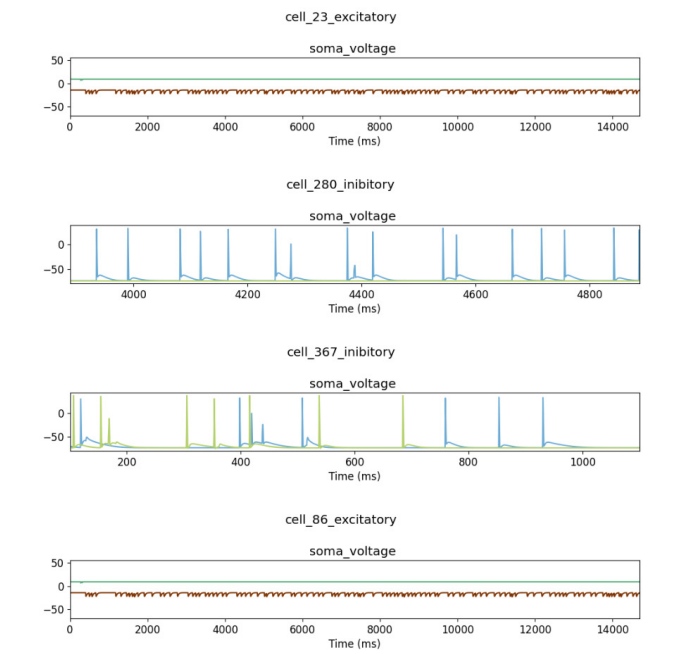 cell_23_excitatory
soma_voltage
50
0
−50
0 2000 4000 6000 8000 10000 12000 14000
Time (ms)
cell_280_inibitory
soma_voltage
0
−50
4000 4200 4400 4600 4800
Time (ms)
cell_367_inibitory
soma_voltage
0
−50
200 400 600 800 1000
Time (ms)
cell_86_excitatory
soma_voltage
50
0
−50
0 2000 4000 6000 8000 10000 12000 14000
Time (ms)